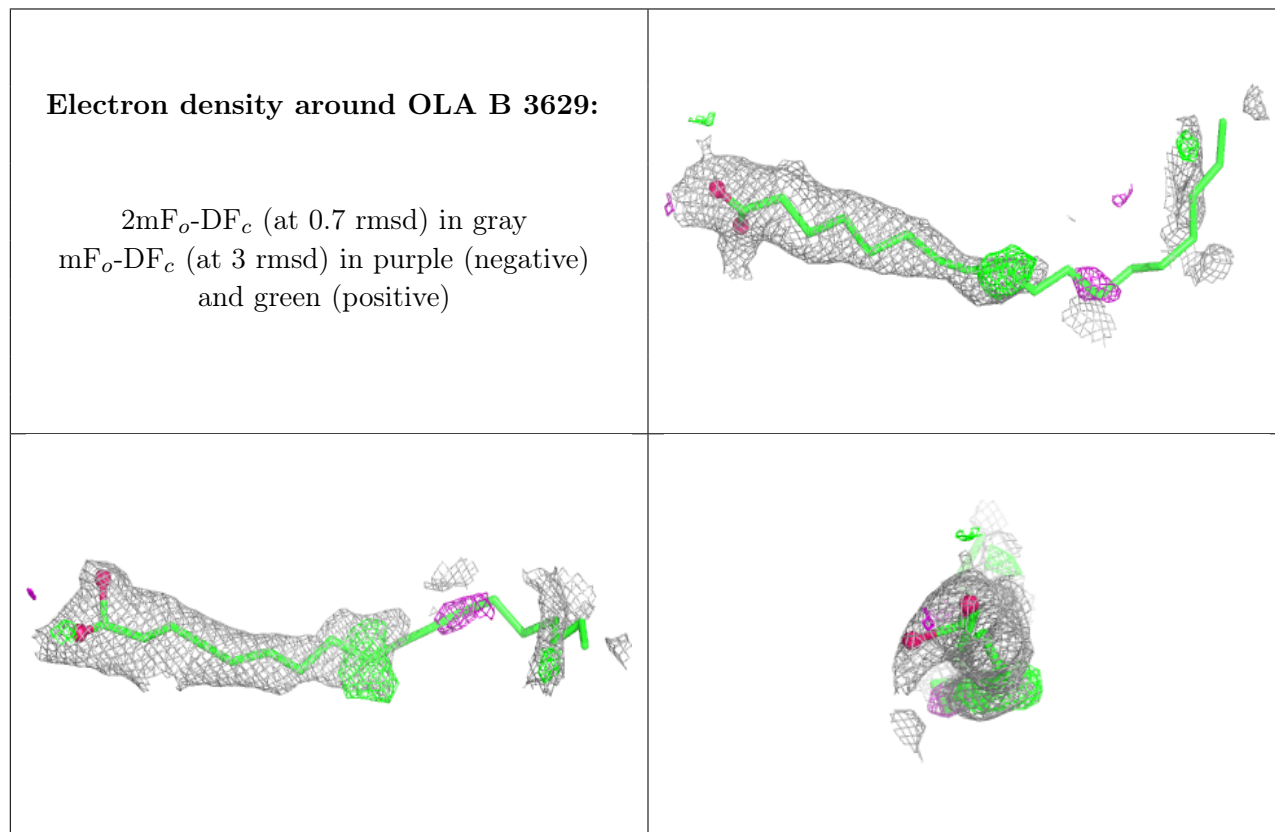 Electron density around OLA B 3629:
2mFo-DFc (at 0.7 rmsd) in gray
mFo-DFc (at 3 rmsd) in purple (negative)
and green (positive)